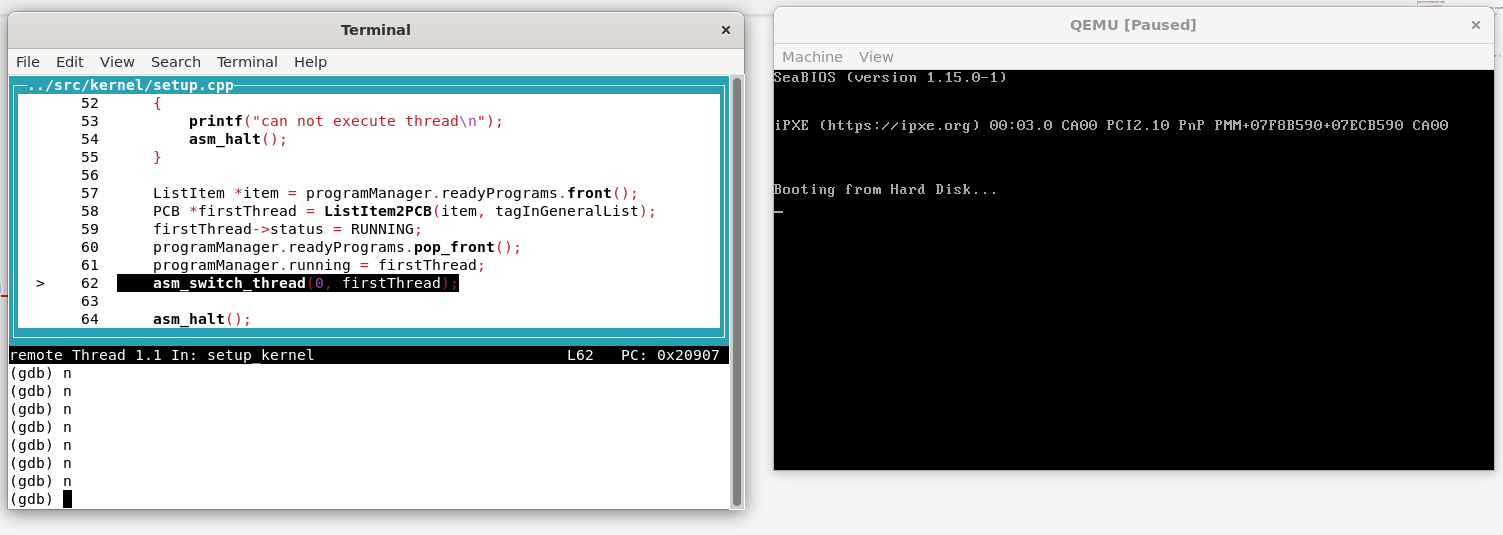 Terminal
File Edit View Search Terminal Help
../src/kernel/setup.cpp
52 {
53 printf("can not execute thread\n");
54 asm_halt();
55 }
56
57 ListItem *item = programManager.readyPrograms.front();
58 PCB *firstThread = ListItem2PCB(item, tagInGeneralList);
59 firstThread->status = RUNNING;
60 programManager.readyPrograms.pop_front();
61 programManager.running = firstThread;
> 62 asm_switch_thread(0, firstThread);
63
64 asm_halt();
remote Thread 1.1 In: setup_kernel L62 PC: 0x20907
(gdb) n
(gdb) n
(gdb) n
(gdb) n
(gdb) n
(gdb) n
(gdb) n
(gdb)
QEMU [Paused]
Machine View
SeaBIOS (version 1.15.0-1)
iPXE (https://ipxe.org) 00:03.0 CA00 PCI2.10 PnP PMM+07F8B590+07ECB590 CA00
Booting from Hard Disk...